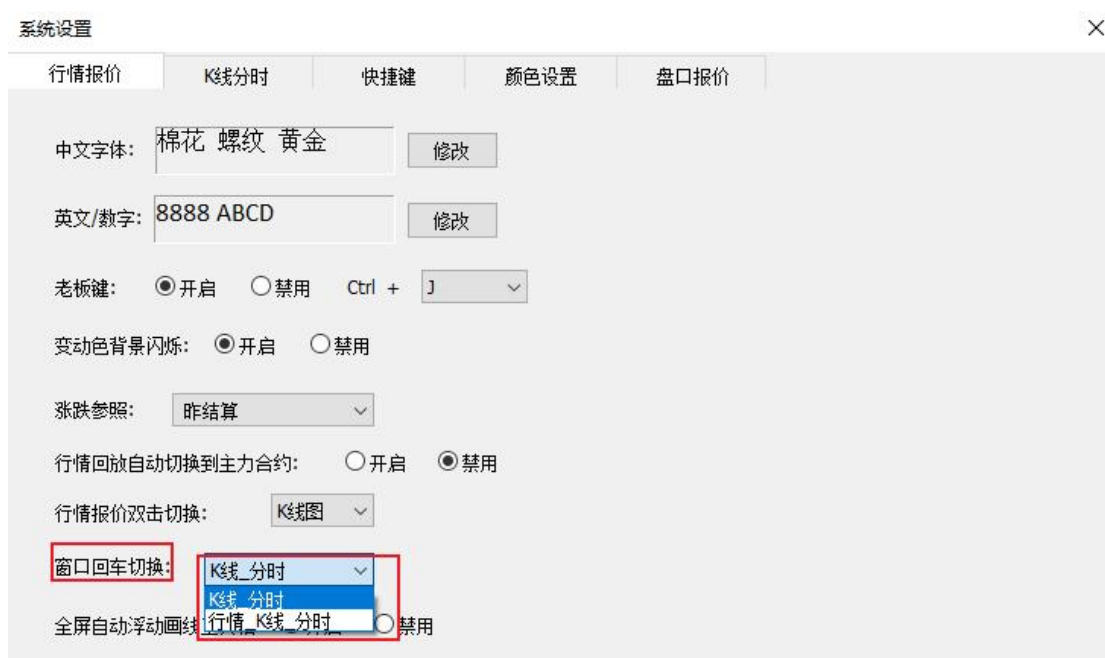 系统设置
行情报价 K线分时 快捷键 颜色设置 盘口报价
中文字体: 棉花 螺纹 黄金 修改
英文/数字: 8888 ABCD 修改
老板键: 开启 禁用 Ctrl + J
变动色背景闪烁: 开启 禁用
涨跌参照: 昨结算
行情回放自动切换到主力合约: 开启 禁用
行情报价双击切换: K线图
窗口回车切换: K线_分时
K线_分时
行情_K线_分时
全屏自动浮动画线 禁用